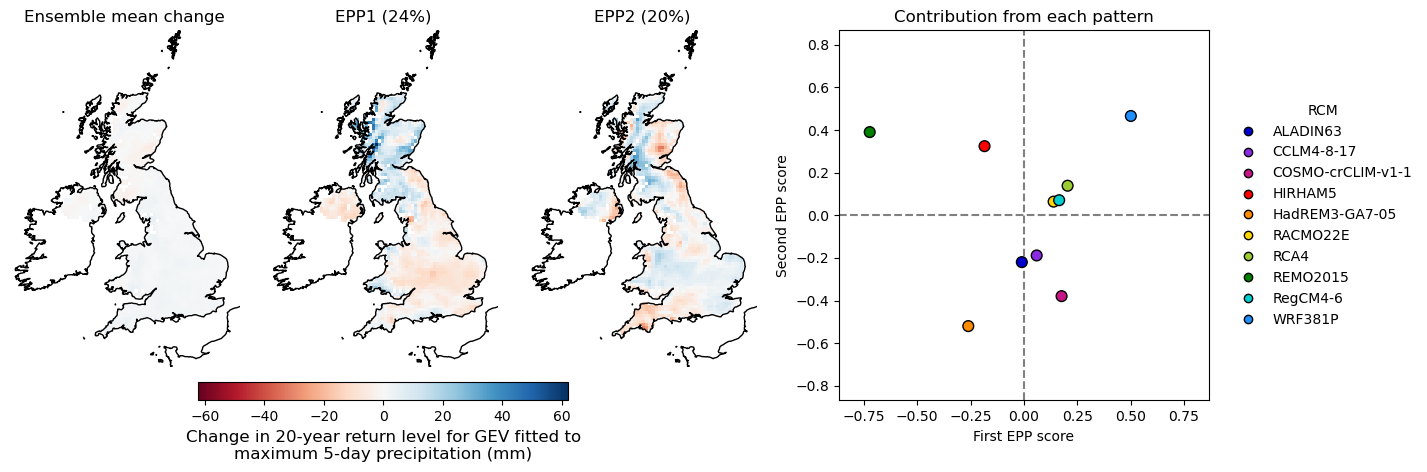 Ensemble mean change
EPP1 (24%)
EPP2 (20%)
−60 −40 −20 0 20 40 60
Change in 20-year return level for GEV fitted to
maximum 5-day precipitation (mm)
Contribution from each pattern
Second EPP score
0.8
0.6
0.4
0.2
0.0
−0.2
−0.4
−0.6
−0.8
−0.75 −0.50 −0.25 0.00 0.25 0.50 0.75
First EPP score
RCM
ALADIN63
CCLM4-8-17
COSMO-crCLIM-v1-1
HIRHAM5
HadREM3-GA7-05
RACMO22E
RCA4
REMO2015
RegCM4-6
WRF381P